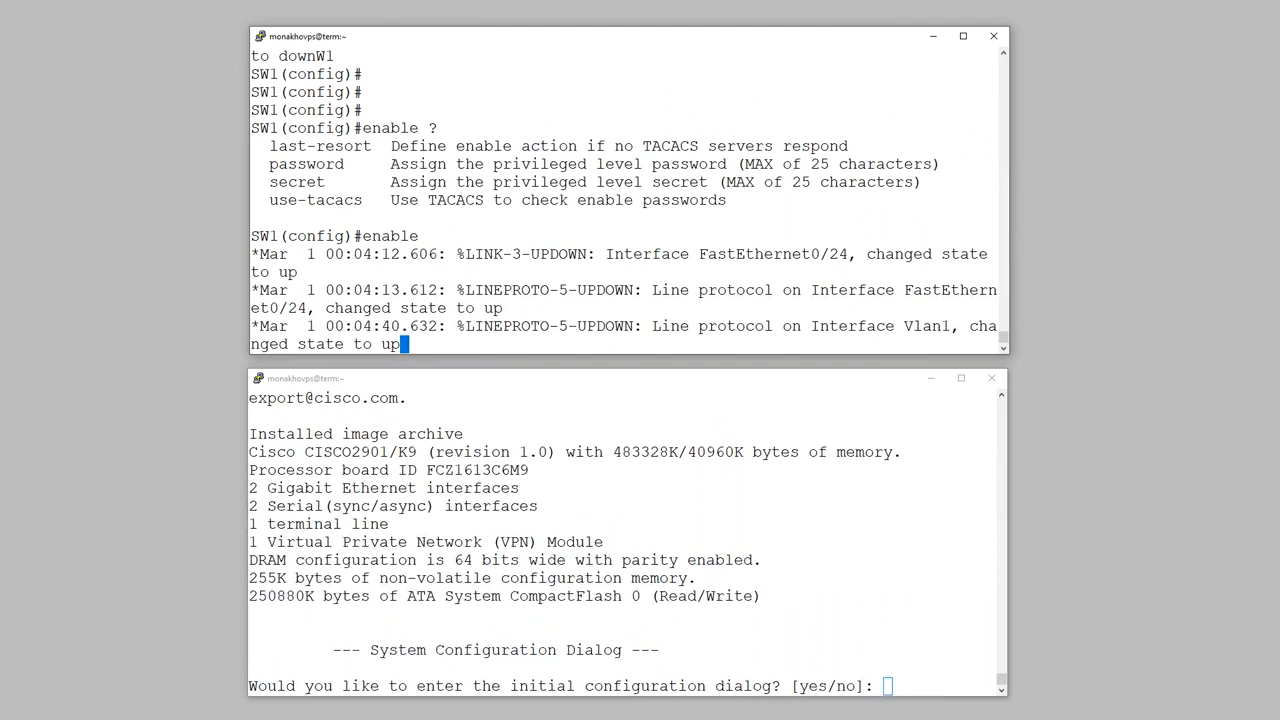 monakhovps@term:~
to downW1
SW1(config)#
SW1(config)#
SW1(config)#
SW1(config)#enable ?
  last-resort  Define enable action if no TACACS servers respond
  password     Assign the privileged level password (MAX of 25 characters)
  secret       Assign the privileged level secret (MAX of 25 characters)
  use-tacacs   Use TACACS to check enable passwords
SW1(config)#enable
*Mar  1 00:04:12.606: %LINK-3-UPDOWN: Interface FastEthernet0/24, changed state
to up
*Mar  1 00:04:13.612: %LINEPROTO-5-UPDOWN: Line protocol on Interface FastEthern
et0/24, changed state to up
*Mar  1 00:04:40.632: %LINEPROTO-5-UPDOWN: Line protocol on Interface Vlan1, cha
nged state to up
monakhovps@term:~
export@cisco.com.
Installed image archive
Cisco CISCO2901/K9 (revision 1.0) with 483328K/40960K bytes of memory.
Processor board ID FCZ1613C6M9
2 Gigabit Ethernet interfaces
2 Serial(sync/async) interfaces
1 terminal line
1 Virtual Private Network (VPN) Module
DRAM configuration is 64 bits wide with parity enabled.
255K bytes of non-volatile configuration memory.
250880K bytes of ATA System CompactFlash 0 (Read/Write)
--- System Configuration Dialog ---
Would you like to enter the initial configuration dialog? [yes/no]: